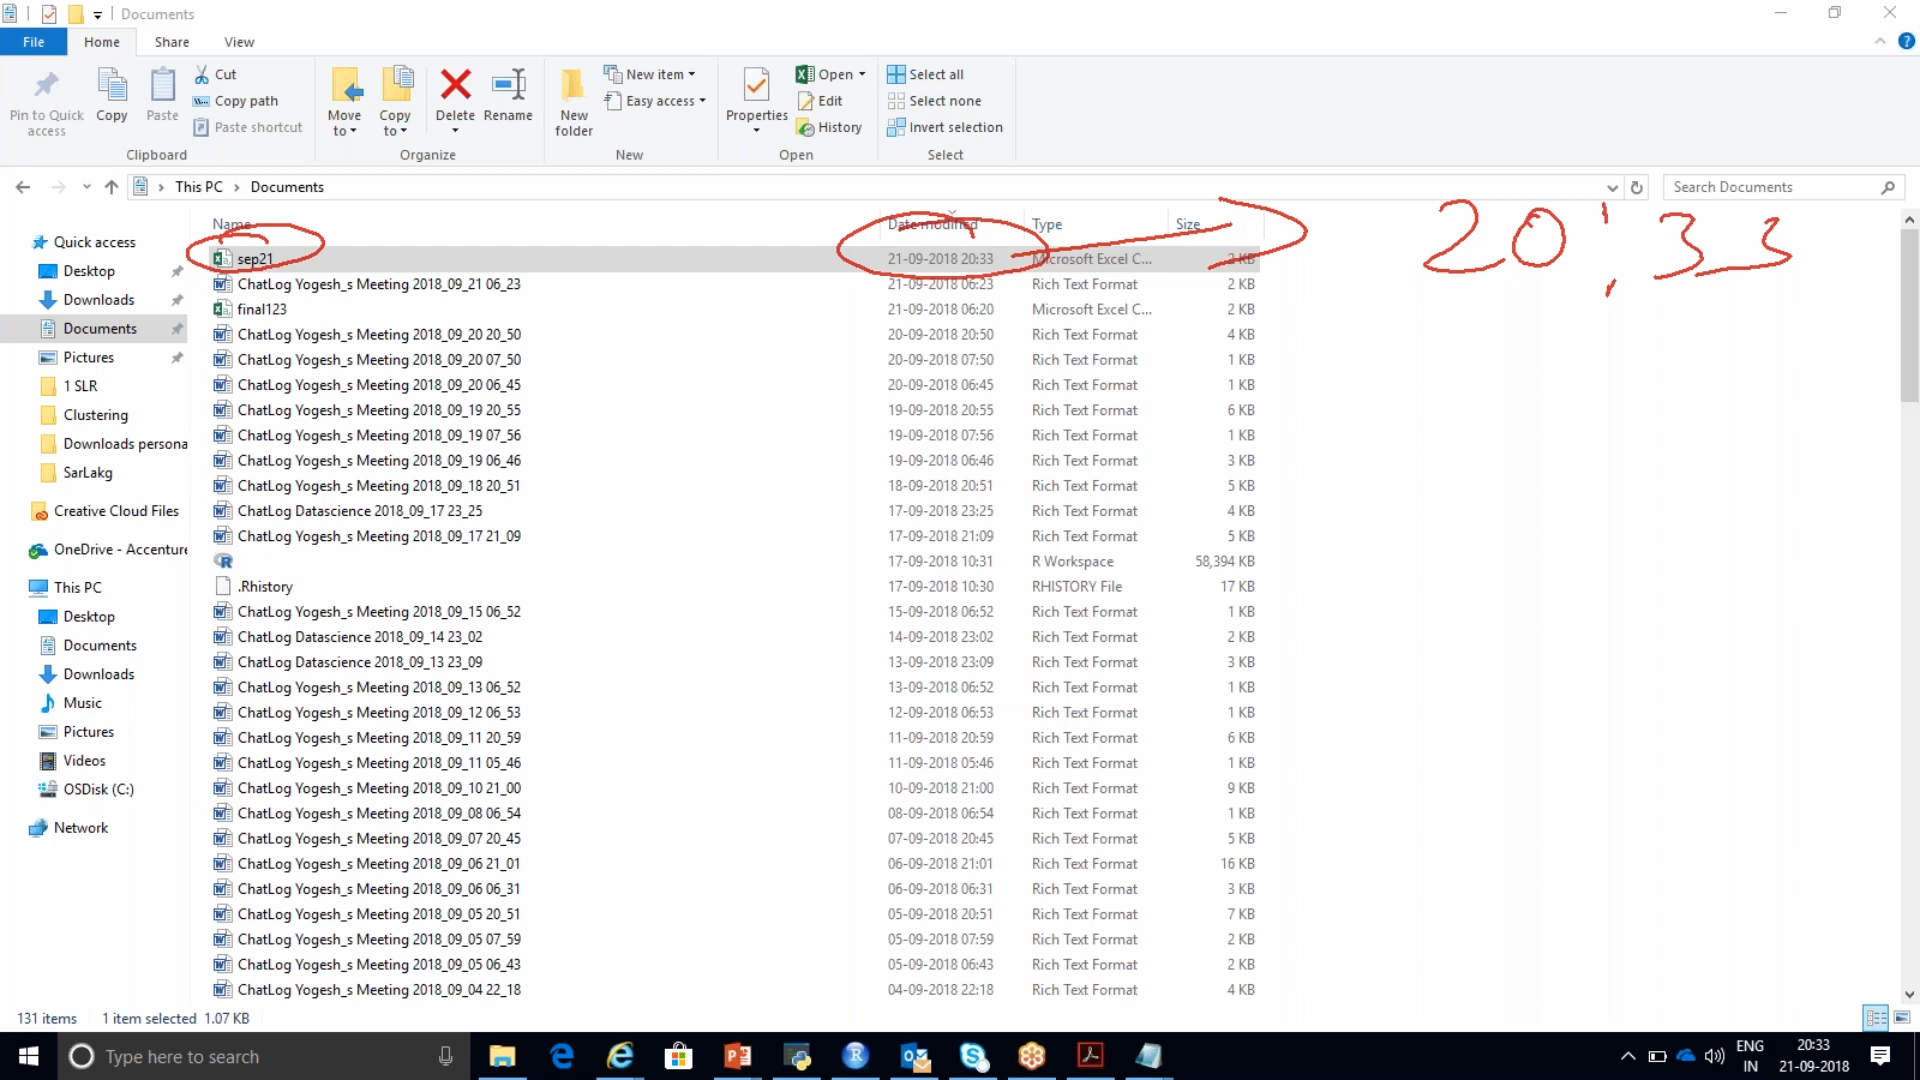 Documents
File Home Share View
Pin to Quick access
Copy
Paste
Cut
Copy path
Paste shortcut
Clipboard
Move to
Copy to
Delete
Rename
Organize
New folder
New item
Easy access
New
Properties
Open
Edit
History
Open
Select all
Select none
Invert selection
Select
This PC > Documents
Search Documents
20:33
Name Date modified Type Size
sep21 21-09-2018 20:33 Microsoft Excel C... 2 KB
ChatLog Yogesh_s Meeting 2018_09_21 06_23 21-09-2018 06:23 Rich Text Format 2 KB
final123 21-09-2018 06:20 Microsoft Excel C... 2 KB
ChatLog Yogesh_s Meeting 2018_09_20 20_50 20-09-2018 20:50 Rich Text Format 4 KB
ChatLog Yogesh_s Meeting 2018_09_20 07_50 20-09-2018 07:50 Rich Text Format 1 KB
ChatLog Yogesh_s Meeting 2018_09_20 06_45 20-09-2018 06:45 Rich Text Format 1 KB
ChatLog Yogesh_s Meeting 2018_09_19 20_55 19-09-2018 20:55 Rich Text Format 6 KB
ChatLog Yogesh_s Meeting 2018_09_19 07_56 19-09-2018 07:56 Rich Text Format 1 KB
ChatLog Yogesh_s Meeting 2018_09_19 06_46 19-09-2018 06:46 Rich Text Format 3 KB
ChatLog Yogesh_s Meeting 2018_09_18 20_51 18-09-2018 20:51 Rich Text Format 5 KB
ChatLog Datascience 2018_09_17 23_25 17-09-2018 23:25 Rich Text Format 4 KB
ChatLog Yogesh_s Meeting 2018_09_17 21_09 17-09-2018 21:09 Rich Text Format 5 KB
17-09-2018 10:31 R Workspace 58,394 KB
.Rhistory 17-09-2018 10:30 RHISTORY File 17 KB
ChatLog Yogesh_s Meeting 2018_09_15 06_52 15-09-2018 06:52 Rich Text Format 1 KB
ChatLog Datascience 2018_09_14 23_02 14-09-2018 23:02 Rich Text Format 2 KB
ChatLog Datascience 2018_09_13 23_09 13-09-2018 23:09 Rich Text Format 3 KB
ChatLog Yogesh_s Meeting 2018_09_13 06_52 13-09-2018 06:52 Rich Text Format 1 KB
ChatLog Yogesh_s Meeting 2018_09_12 06_53 12-09-2018 06:53 Rich Text Format 1 KB
ChatLog Yogesh_s Meeting 2018_09_11 20_59 11-09-2018 20:59 Rich Text Format 6 KB
ChatLog Yogesh_s Meeting 2018_09_11 05_46 11-09-2018 05:46 Rich Text Format 1 KB
ChatLog Yogesh_s Meeting 2018_09_10 21_00 10-09-2018 21:00 Rich Text Format 9 KB
ChatLog Yogesh_s Meeting 2018_09_08 06_54 08-09-2018 06:54 Rich Text Format 1 KB
ChatLog Yogesh_s Meeting 2018_09_07 20_45 07-09-2018 20:45 Rich Text Format 5 KB
ChatLog Yogesh_s Meeting 2018_09_06 21_01 06-09-2018 21:01 Rich Text Format 16 KB
ChatLog Yogesh_s Meeting 2018_09_06 06_31 06-09-2018 06:31 Rich Text Format 3 KB
ChatLog Yogesh_s Meeting 2018_09_05 20_51 05-09-2018 20:51 Rich Text Format 7 KB
ChatLog Yogesh_s Meeting 2018_09_05 07_59 05-09-2018 07:59 Rich Text Format 2 KB
ChatLog Yogesh_s Meeting 2018_09_05 06_43 05-09-2018 06:43 Rich Text Format 2 KB
ChatLog Yogesh_s Meeting 2018_09_04 22_18 04-09-2018 22:18 Rich Text Format 4 KB
Quick access
Desktop
Downloads
Documents
Pictures
1 SLR
Clustering
Downloads persona
SarLakg
Creative Cloud Files
OneDrive - Accenture
This PC
Desktop
Documents
Downloads
Music
Pictures
Videos
OSDisk (C:)
Network
131 items 1 item selected 1.07 KB
Type here to search
ENG
IN
20:33
21-09-2018